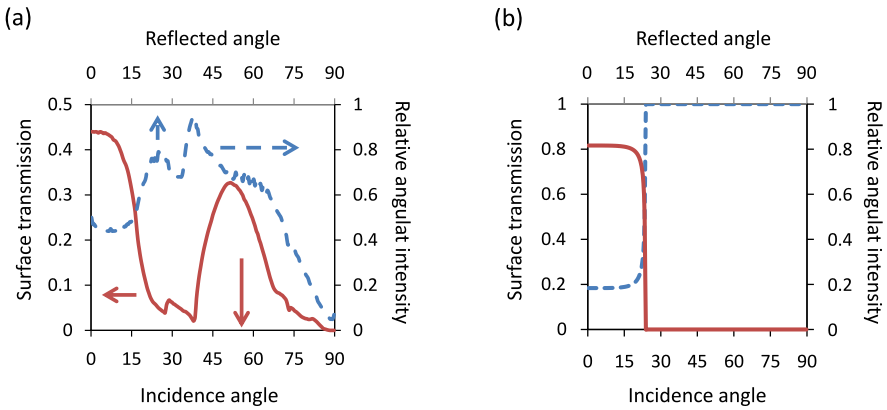 (a)
Reflected angle
0 15 30 45 60 75 90
0.5 1
0.4 0.8
0.3 0.6
0.2 0.4
0.1 0.2
0 0
Surface transmission
Relative angulat intensity
0 15 30 45 60 75 90
Incidence angle
(b)
Reflected angle
0 15 30 45 60 75 90
1 1
0.8 0.8
0.6 0.6
0.4 0.4
0.2 0.2
0 0
Surface transmission
Relative angulat intensity
0 15 30 45 60 75 90
Incidence angle